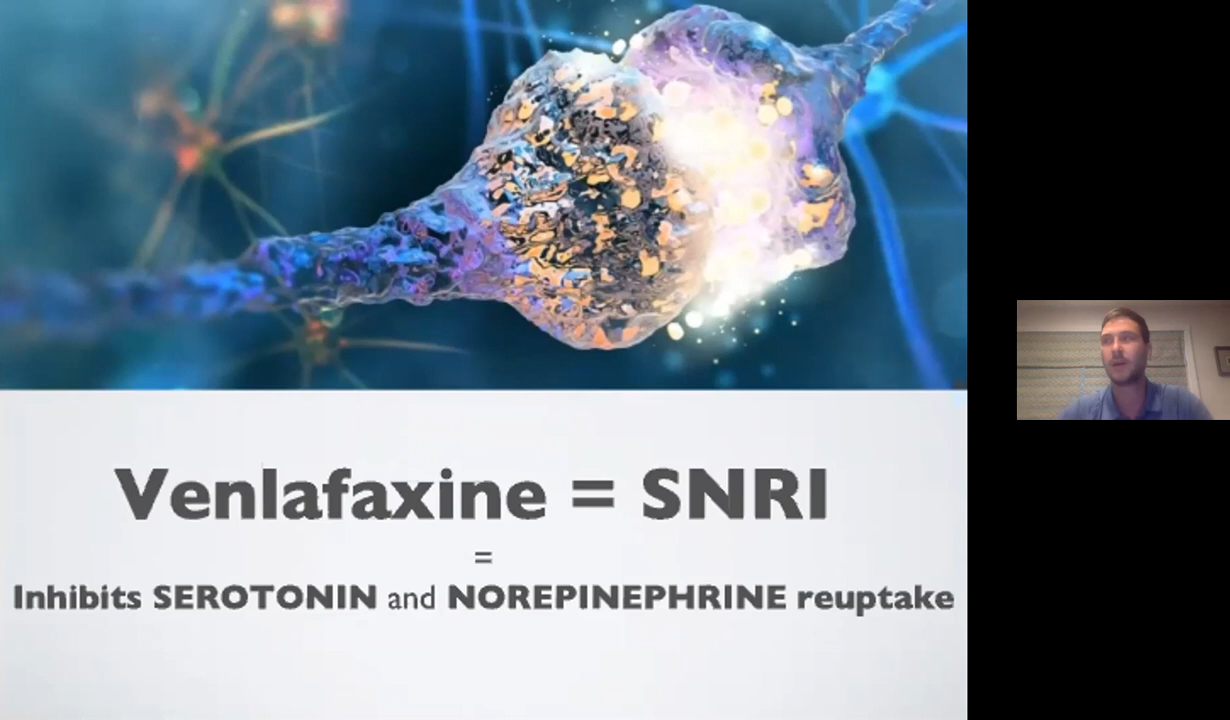 Venlafaxine = SNRI
=
Inhibits SEROTONIN and NOREPINEPHRINE reuptake